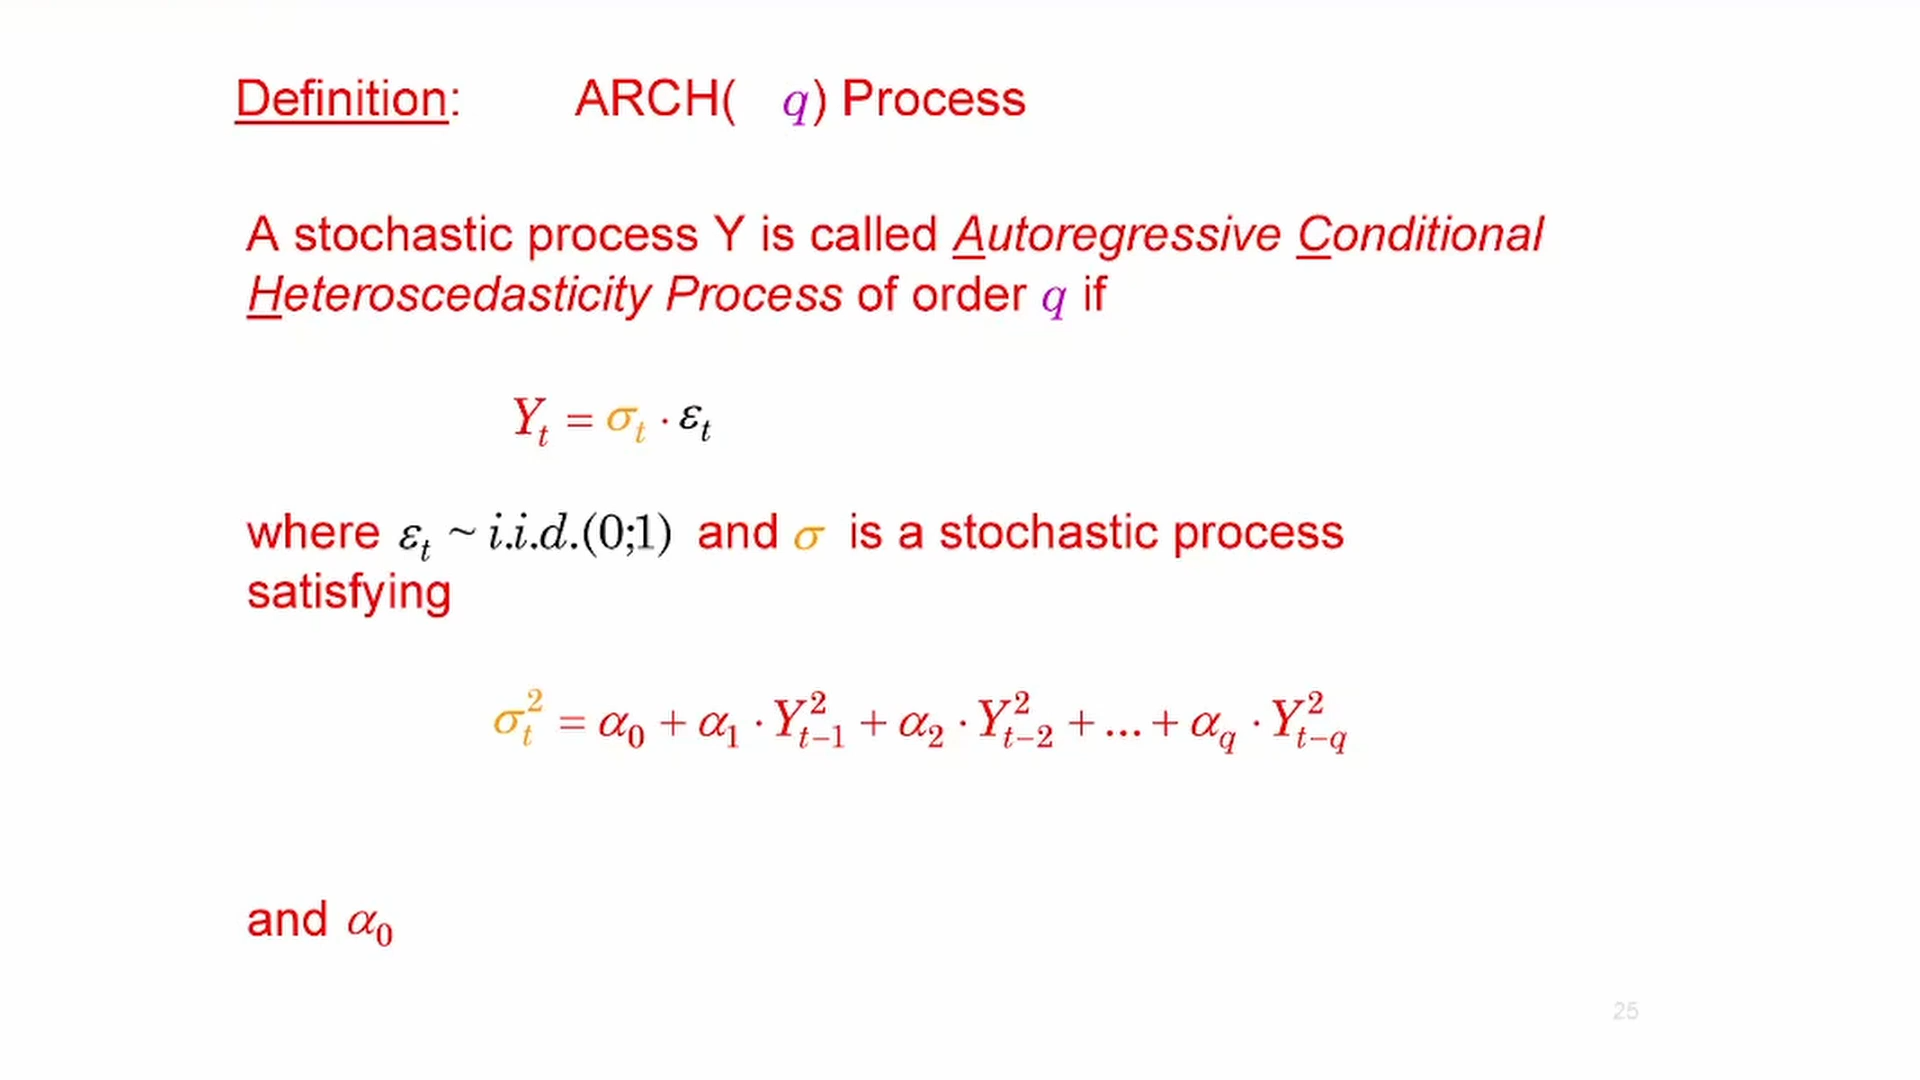 Definition: ARCH( q) Process
A stochastic process Y is called Autoregressive Conditional
Heteroscedasticity Process of order q if
Y_t = σ_t · ε_t
where ε_t ~ i.i.d.(0;1) and σ is a stochastic process
satisfying
σ_t^2 = α_0 + α_1 · Y_{t−1}^2 + α_2 · Y_{t−2}^2 + ... + α_q · Y_{t−q}^2
and α_0
25